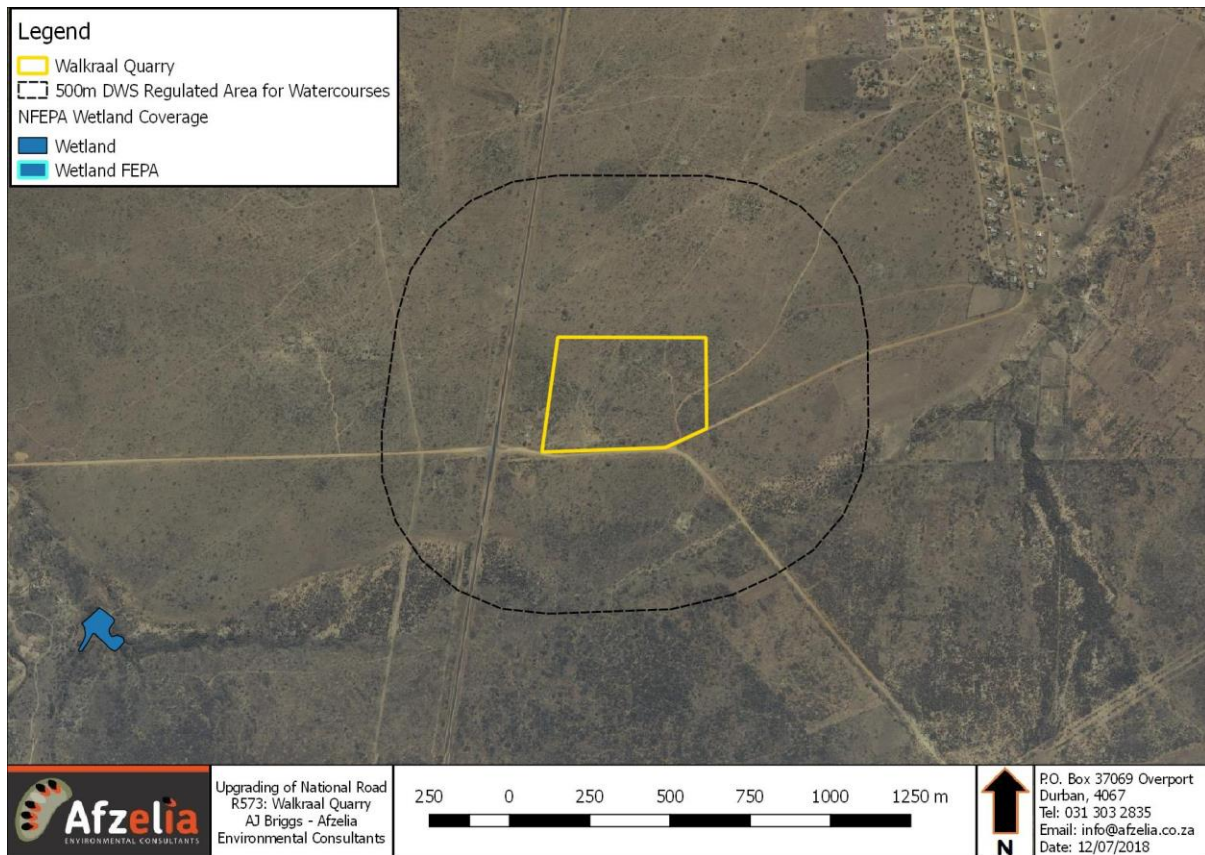 Legend
Walkraal Quarry
500m DWS Regulated Area for Watercourses
NFEPA Wetland Coverage
Wetland
Wetland FEPA
Afzelia
ENVIRONMENTAL CONSULTANTS
Upgrading of National Road
R573: Walkraal Quarry
AJ Briggs - Afzelia
Environmental Consultants
250 0 250 500 750 1000 1250 m
N
P.O. Box 37069 Overport
Durban, 4067
Tel: 031 303 2835
Email: info@afzelia.co.za
Date: 12/07/2018